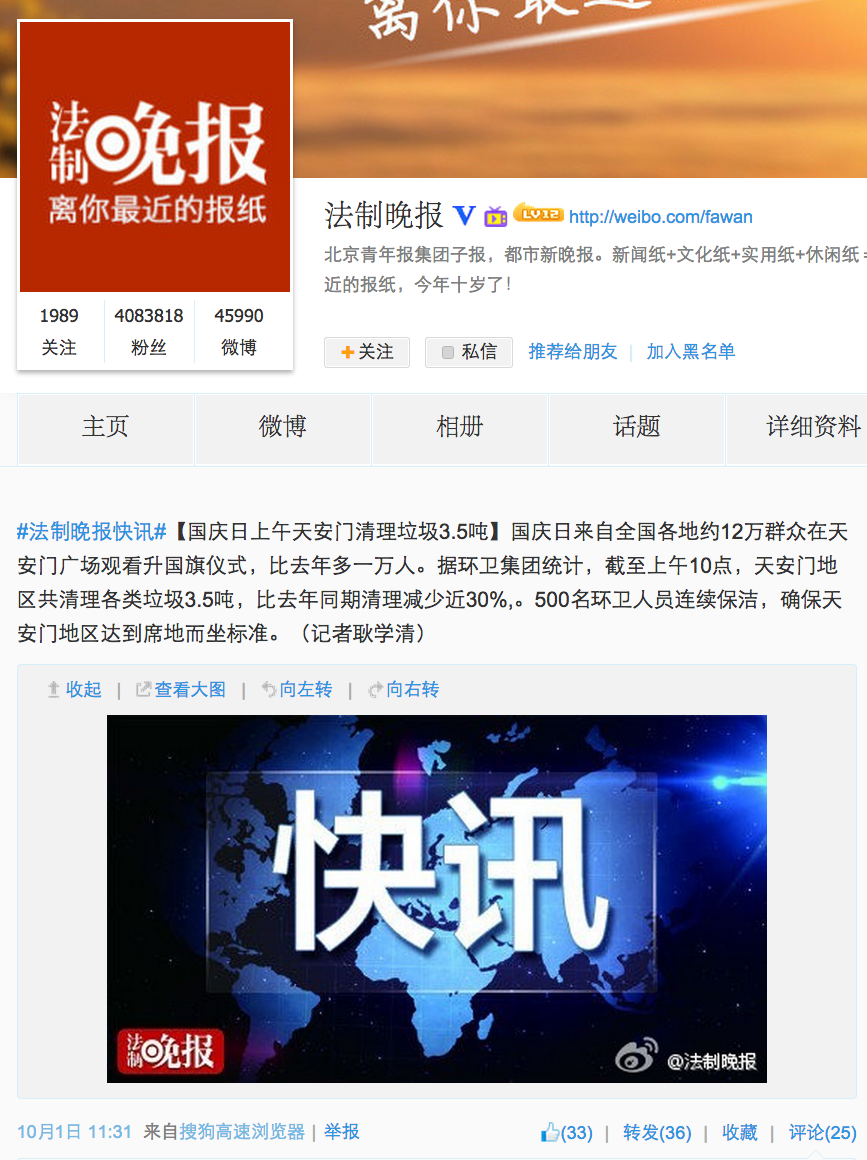 离你最近
法制晚报
离你最近的报纸
法制晚报 V LV12 http://weibo.com/fawan
北京青年报集团子报，都市新晚报。新闻纸+文化纸+实用纸+休闲纸=
近的报纸，今年十岁了！
1989 4083818 45990
关注 粉丝 微博
+关注 私信 推荐给朋友 | 加入黑名单
主页 微博 相册 话题 详细资料
#法制晚报快讯#【国庆日上午天安门清理垃圾3.5吨】国庆日来自全国各地约12万群众在天
安门广场观看升国旗仪式，比去年多一万人。据环卫集团统计，截至上午10点，天安门地
区共清理各类垃圾3.5吨，比去年同期清理减少近30%,。500名环卫人员连续保洁，确保天
安门地区达到席地而坐标准。（记者耿学清）
收起 | 查看大图 | 向左转 | 向右转
快讯
法制晚报
@法制晚报
10月1日 11:31 来自搜狗高速浏览器 | 举报 (33) | 转发(36) | 收藏 | 评论(25)